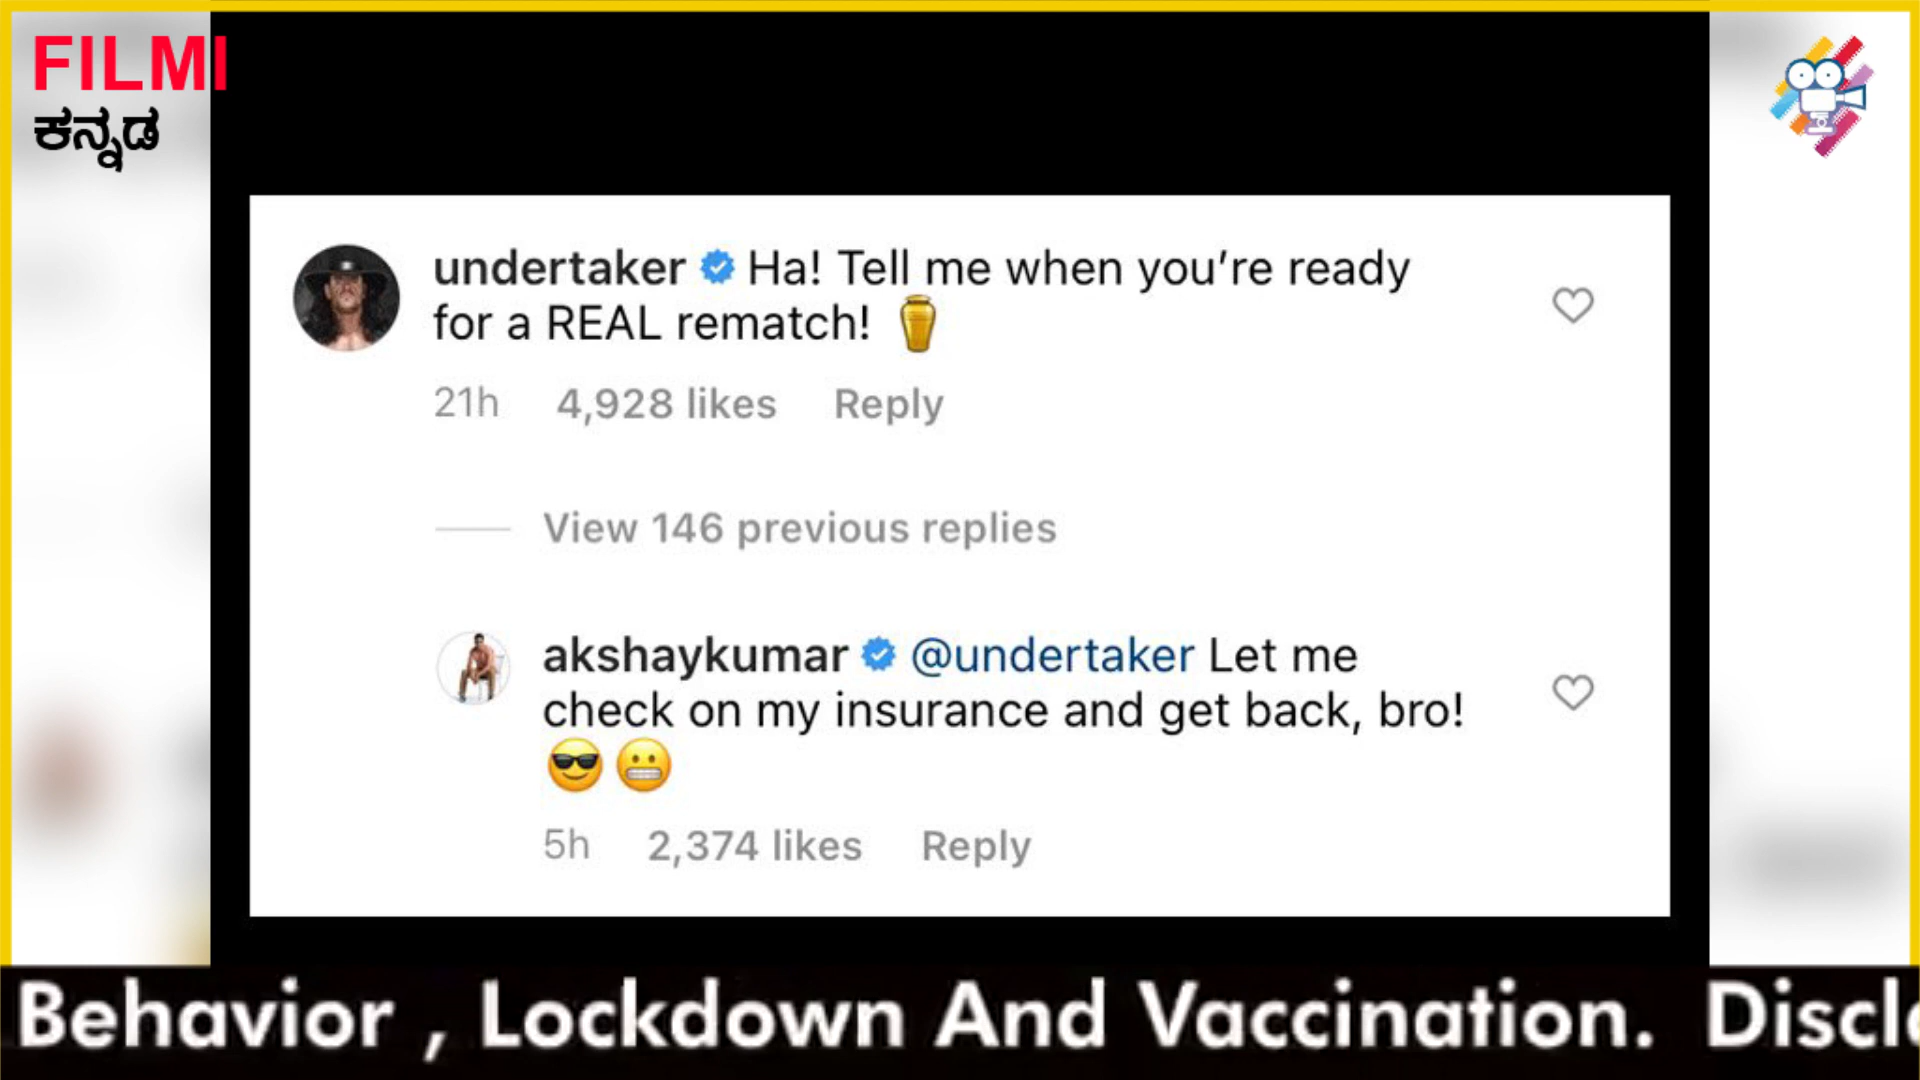 FILMI
ಕನ್ನಡ
undertaker Ha! Tell me when you’re ready
for a REAL rematch! ⚱️
21h 4,928 likes Reply
View 146 previous replies
akshaykumar @undertaker Let me
check on my insurance and get back, bro!
😎😬
5h 2,374 likes Reply
Behavior , Lockdown And Vaccination.